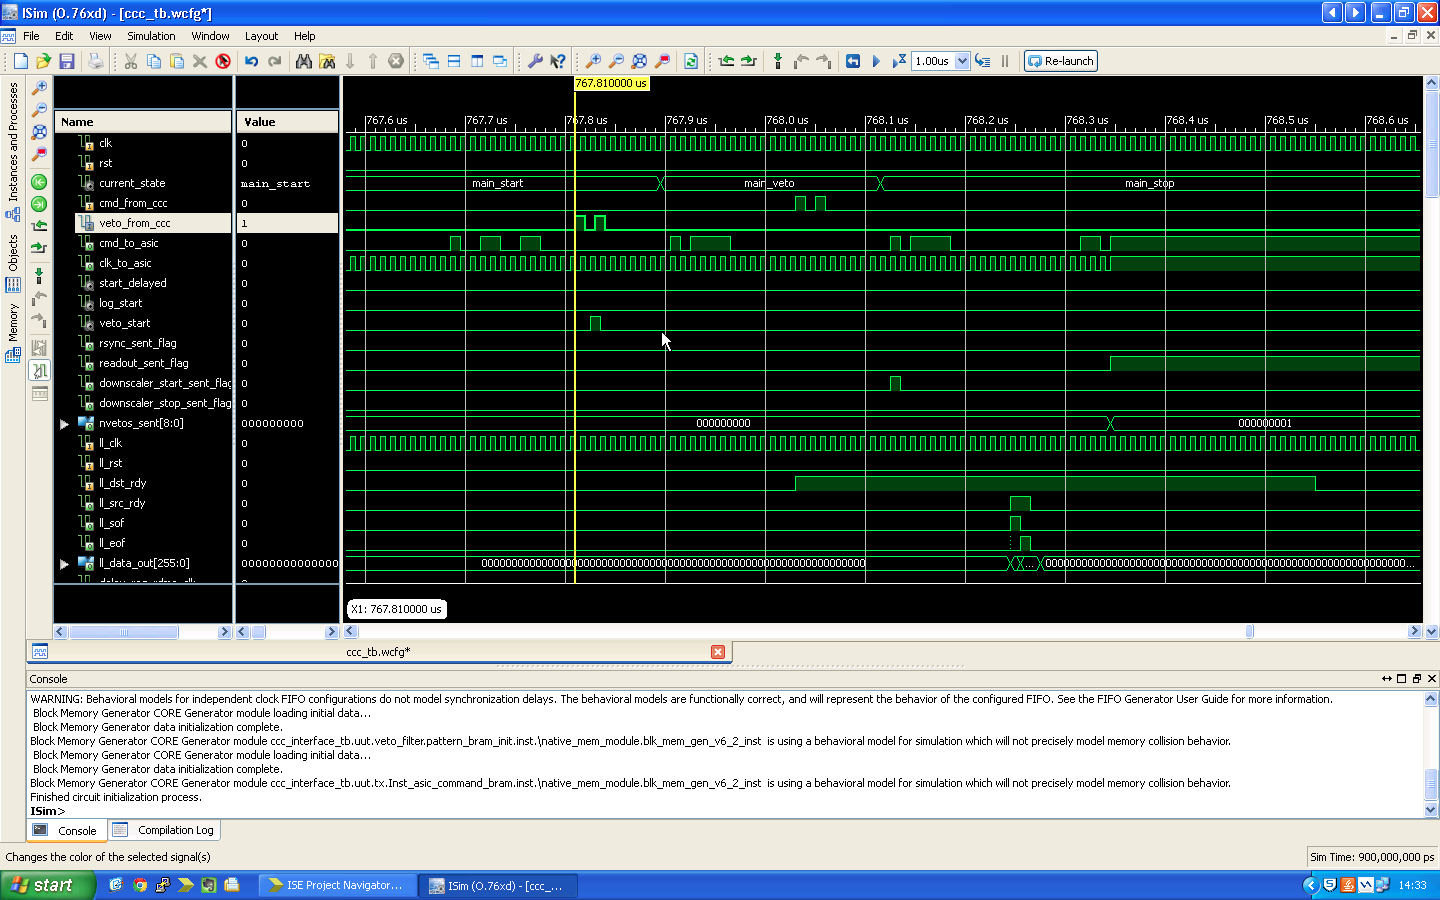 ISim (O.76xd) - [ccc_tb.wcfg*]
File Edit View Simulation Window Layout Help
1.00us Re-launch
Instances and Processes
Objects
Memory
767.810000 us
Name Value
767.6 us 767.7 us 767.8 us 767.9 us 768.0 us 768.1 us 768.2 us 768.3 us 768.4 us 768.5 us 768.6 us
clk 0
rst 0
current_state main_start main_start main_veto main_stop
cmd_from_ccc 0
veto_from_ccc 1
cmd_to_asic 0
clk_to_asic 0
start_delayed 0
log_start 0
veto_start 0
rsync_sent_flag 0
readout_sent_flag 0
downscaler_start_sent_flag 0
downscaler_stop_sent_flag 0
nvetos_sent[8:0] 000000000 000000000 000000001
ll_clk 0
ll_rst 0
ll_dst_rdy 0
ll_src_rdy 0
ll_sof 0
ll_eof 0
ll_data_out[255:0]
X1: 767.810000 us
ccc_tb.wcfg*
Console
WARNING: Behavioral models for independent clock FIFO configurations do not model synchronization delays. The behavioral models are functionally correct, and will represent the behavior of the configured FIFO. See the FIFO Generator User Guide for more information.
Block Memory Generator CORE Generator module loading initial data...
Block Memory Generator data initialization complete.
Block Memory Generator CORE Generator module ccc_interface_tb.uut.veto_filter.pattern_bram_init.inst.\native_mem_module.blk_mem_gen_v6_2_inst is using a behavioral model for simulation which will not precisely model memory collision behavior.
Block Memory Generator CORE Generator module loading initial data...
Block Memory Generator data initialization complete.
Block Memory Generator CORE Generator module ccc_interface_tb.uut.tx.Inst_asic_command_bram.inst.\native_mem_module.blk_mem_gen_v6_2_inst is using a behavioral model for simulation which will not precisely model memory collision behavior.
Finished circuit initialization process.
ISim>
Console Compilation Log
Changes the color of the selected signal(s) Sim Time: 900,000,000 ps
start ISE Project Navigator... ISim (O.76xd) - [ccc_... 14:33